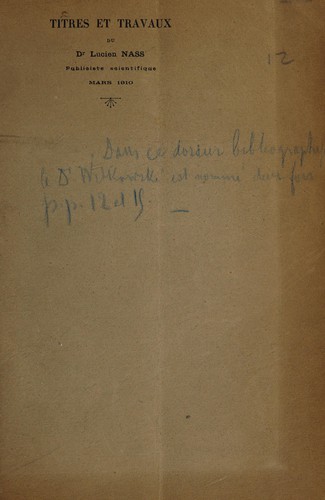 TITRES ET TRAVAUX
DU
Dr Lucien NASS
Publiciste scientifique
MARS 1910
12
Dans ce dossier bibliographi
le Dr Witkowski est nommé deux fois
p.p. 12 et 15. —